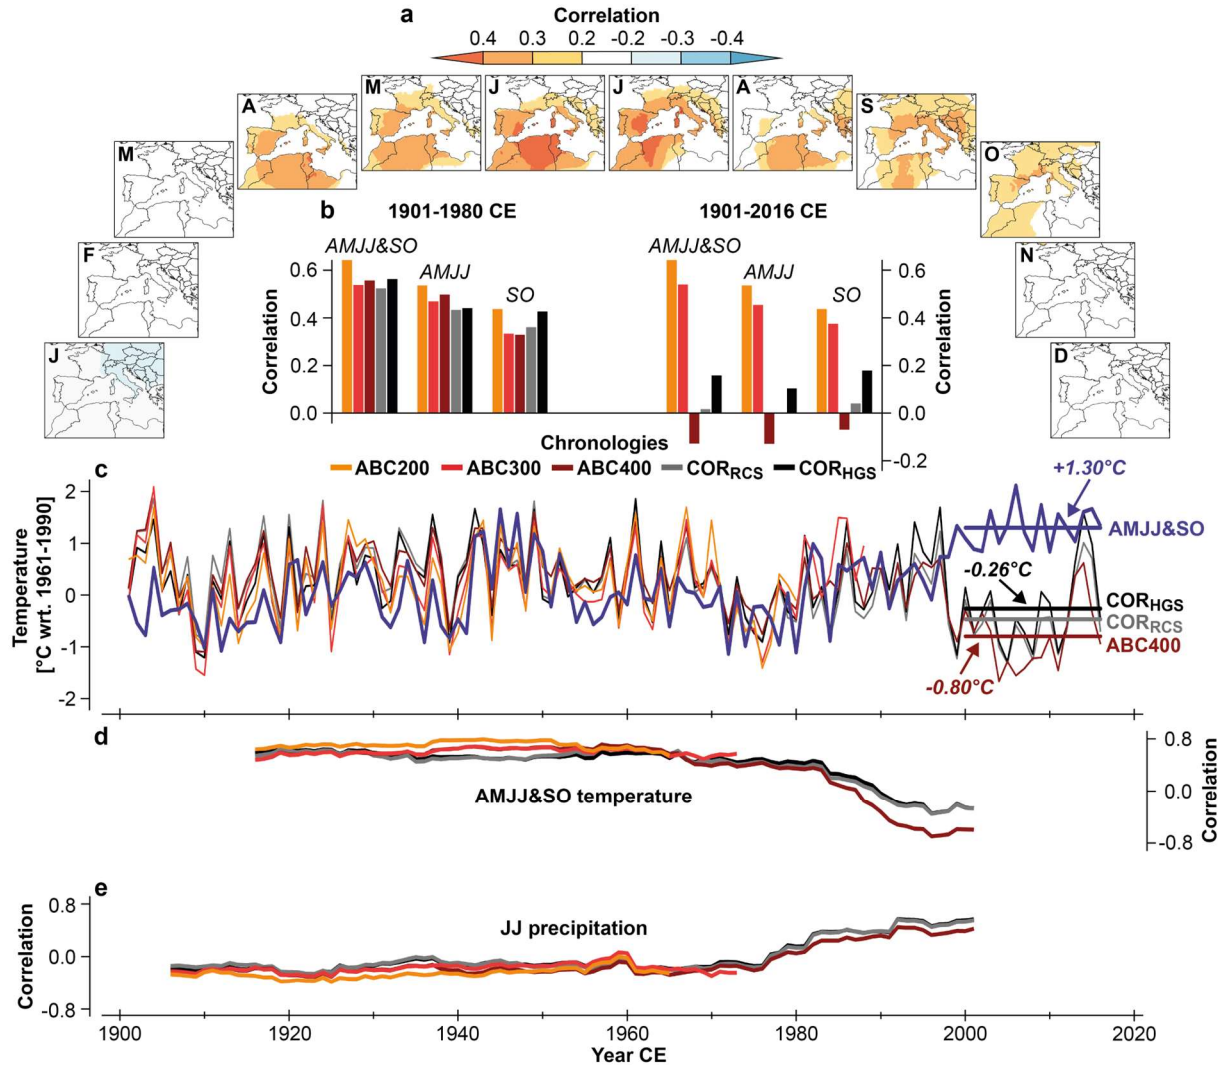 a
Correlation
0.4 0.3 0.2 -0.2 -0.3 -0.4
M J J A
A S
M O
F N
J D
b
1901-1980 CE 1901-2016 CE
AMJJ&SO AMJJ&SO
AMJJ AMJJ
SO SO
0.6 0.6
0.4 0.4
0.2 0.2
0.0 0.0
-0.2
Correlation Correlation
Chronologies
ABC200 ABC300 ABC400 CORRCS CORHGS
c
Temperature
[°C wrt. 1961-1990]
2
1
0
-1
-2
+1.30°C
AMJJ&SO
-0.26°C
CORHGS
CORRCS
ABC400
-0.80°C
d
AMJJ&SO temperature
0.8
0.0
-0.8
Correlation
e
JJ precipitation
0.8
0.0
-0.8
Correlation
1900 1920 1940 1960 1980 2000 2020
Year CE